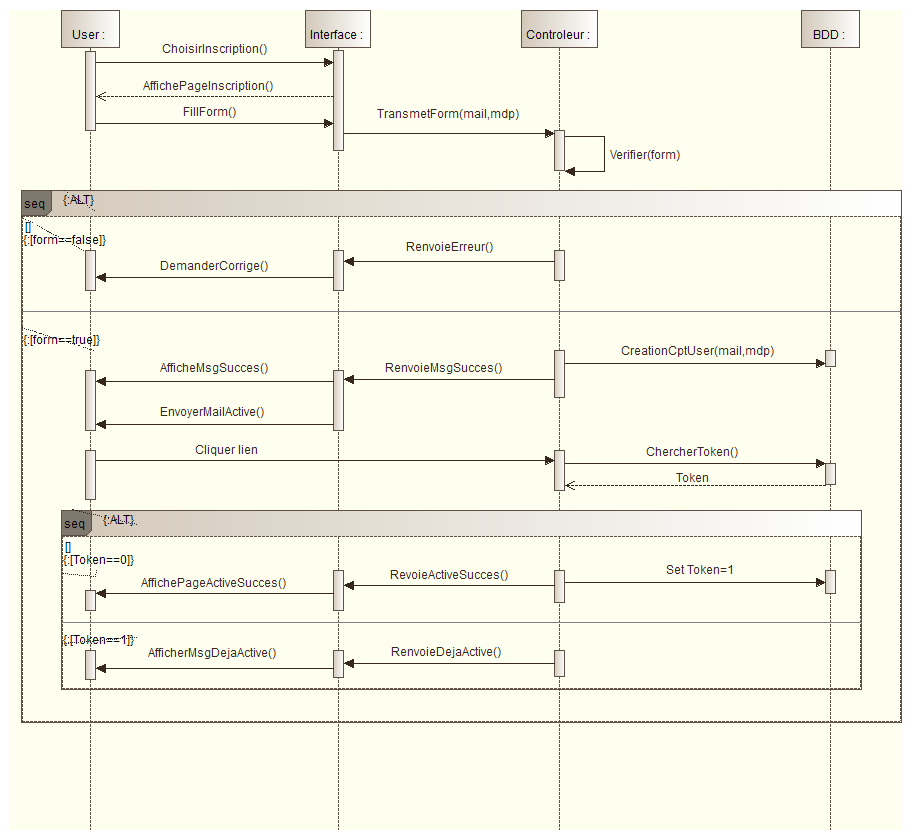 User :
Interface :
Controleur :
BDD :
ChoisirInscription()
AffichePageInscription()
FillForm()
TransmetForm(mail,mdp)
Verifier(form)
seq
{:ALT}
[]
{:[form==false]}
RenvoieErreur()
DemanderCorrige()
{:[form==true]}
CreationCptUser(mail,mdp)
AfficheMsgSucces()
RenvoieMsgSucces()
EnvoyerMailActive()
Cliquer lien
ChercherToken()
Token
seq
{:ALT}
[]
{:[Token==0]}
AffichePageActiveSucces()
RevoieActiveSucces()
Set Token=1
{:[Token==1]}
AfficherMsgDejaActive()
RenvoieDejaActive()